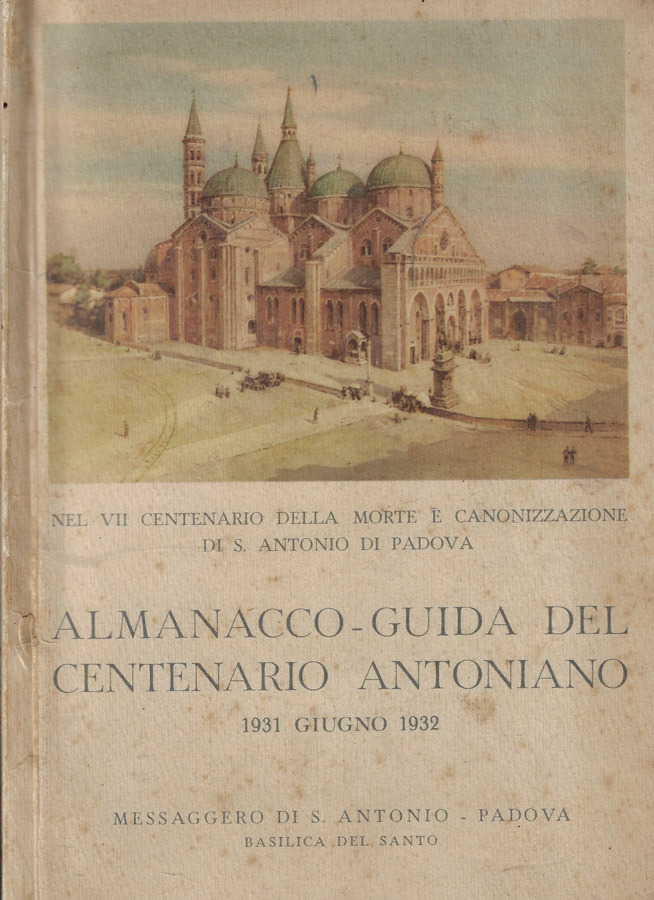 NEL VII CENTENARIO DELLA MORTE E CANONIZZAZIONE
DI S. ANTONIO DI PADOVA
ALMANACCO-GUIDA DEL
CENTENARIO ANTONIANO
1931 GIUGNO 1932
MESSAGGERO DI S. ANTONIO - PADOVA
BASILICA DEL SANTO